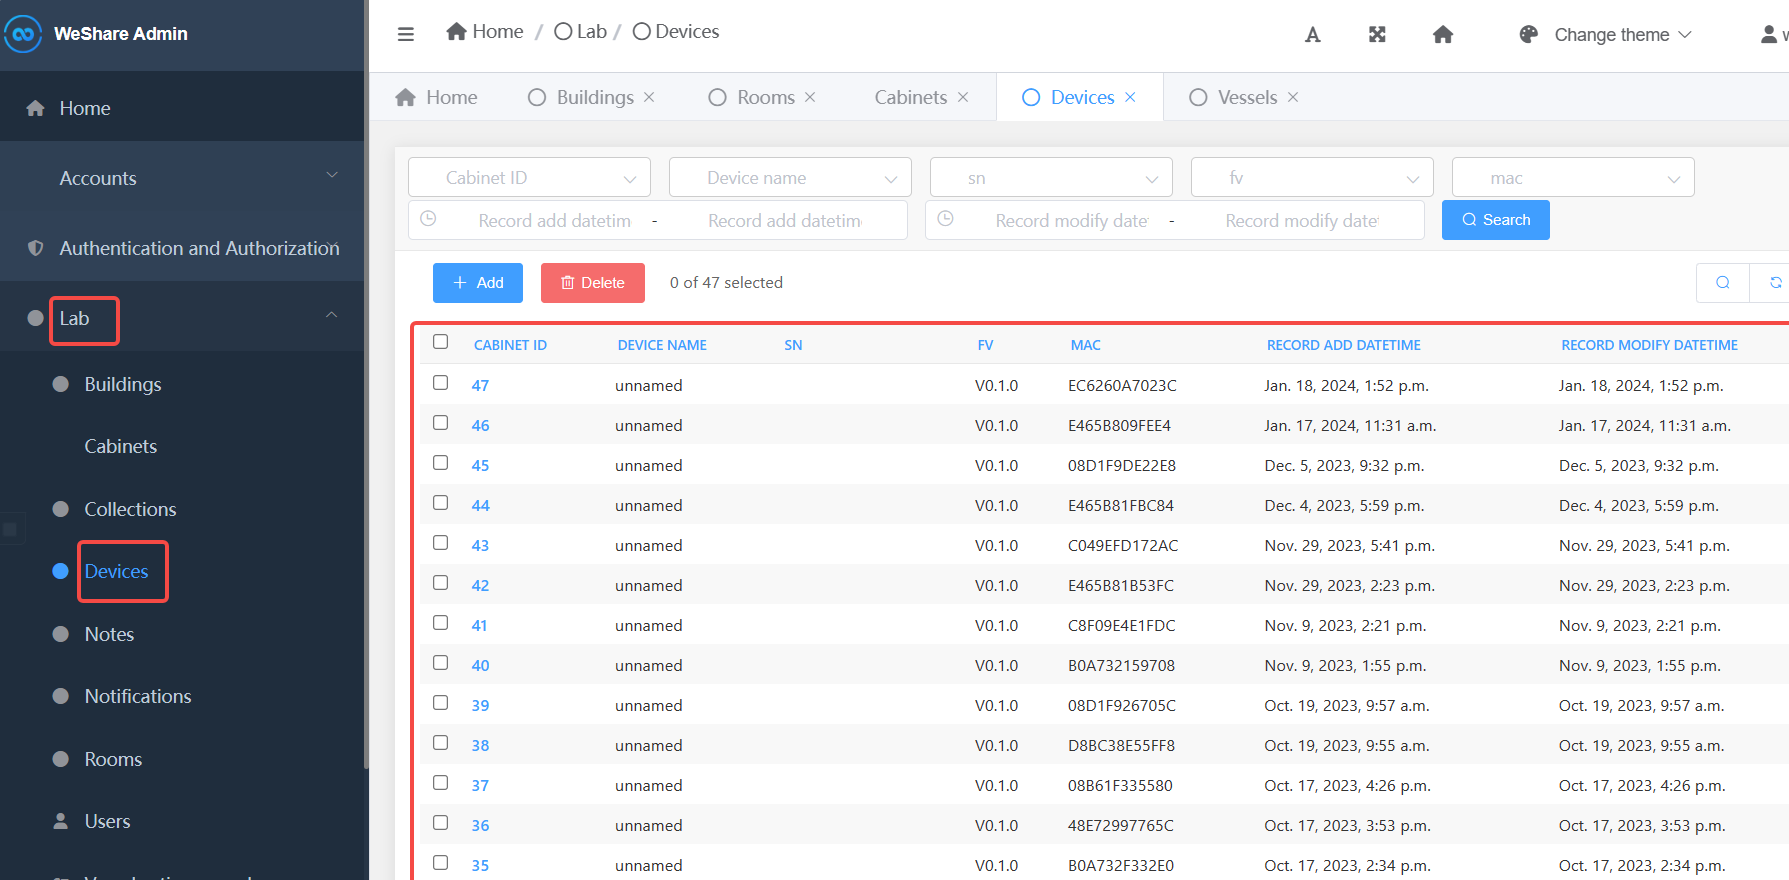 WeShare Admin
Home / Lab / Devices
Change theme
Home
Buildings
Rooms
Cabinets
Devices
Vessels
Home
Accounts
Authentication and Authorization
Lab
Buildings
Cabinets
Collections
Devices
Notes
Notifications
Rooms
Users
Cabinet ID
Device name
sn
fv
mac
Record add datetim - Record add datetim
Record modify date - Record modify date
Search
Add
Delete
0 of 47 selected
CABINET ID DEVICE NAME SN FV MAC RECORD ADD DATETIME RECORD MODIFY DATETIME
47 unnamed V0.1.0 EC6260A7023C Jan. 18, 2024, 1:52 p.m. Jan. 18, 2024, 1:52 p.m.
46 unnamed V0.1.0 E465B809FEE4 Jan. 17, 2024, 11:31 a.m. Jan. 17, 2024, 11:31 a.m.
45 unnamed V0.1.0 08D1F9DE22E8 Dec. 5, 2023, 9:32 p.m. Dec. 5, 2023, 9:32 p.m.
44 unnamed V0.1.0 E465B81FBC84 Dec. 4, 2023, 5:59 p.m. Dec. 4, 2023, 5:59 p.m.
43 unnamed V0.1.0 C049EFD172AC Nov. 29, 2023, 5:41 p.m. Nov. 29, 2023, 5:41 p.m.
42 unnamed V0.1.0 E465B81B53FC Nov. 29, 2023, 2:23 p.m. Nov. 29, 2023, 2:23 p.m.
41 unnamed V0.1.0 C8F09E4E1FDC Nov. 9, 2023, 2:21 p.m. Nov. 9, 2023, 2:21 p.m.
40 unnamed V0.1.0 B0A732159708 Nov. 9, 2023, 1:55 p.m. Nov. 9, 2023, 1:55 p.m.
39 unnamed V0.1.0 08D1F926705C Oct. 19, 2023, 9:57 a.m. Oct. 19, 2023, 9:57 a.m.
38 unnamed V0.1.0 D8BC38E55FF8 Oct. 19, 2023, 9:55 a.m. Oct. 19, 2023, 9:55 a.m.
37 unnamed V0.1.0 08B61F335580 Oct. 17, 2023, 4:26 p.m. Oct. 17, 2023, 4:26 p.m.
36 unnamed V0.1.0 48E72997765C Oct. 17, 2023, 3:53 p.m. Oct. 17, 2023, 3:53 p.m.
35 unnamed V0.1.0 B0A732F332E0 Oct. 17, 2023, 2:34 p.m. Oct. 17, 2023, 2:34 p.m.